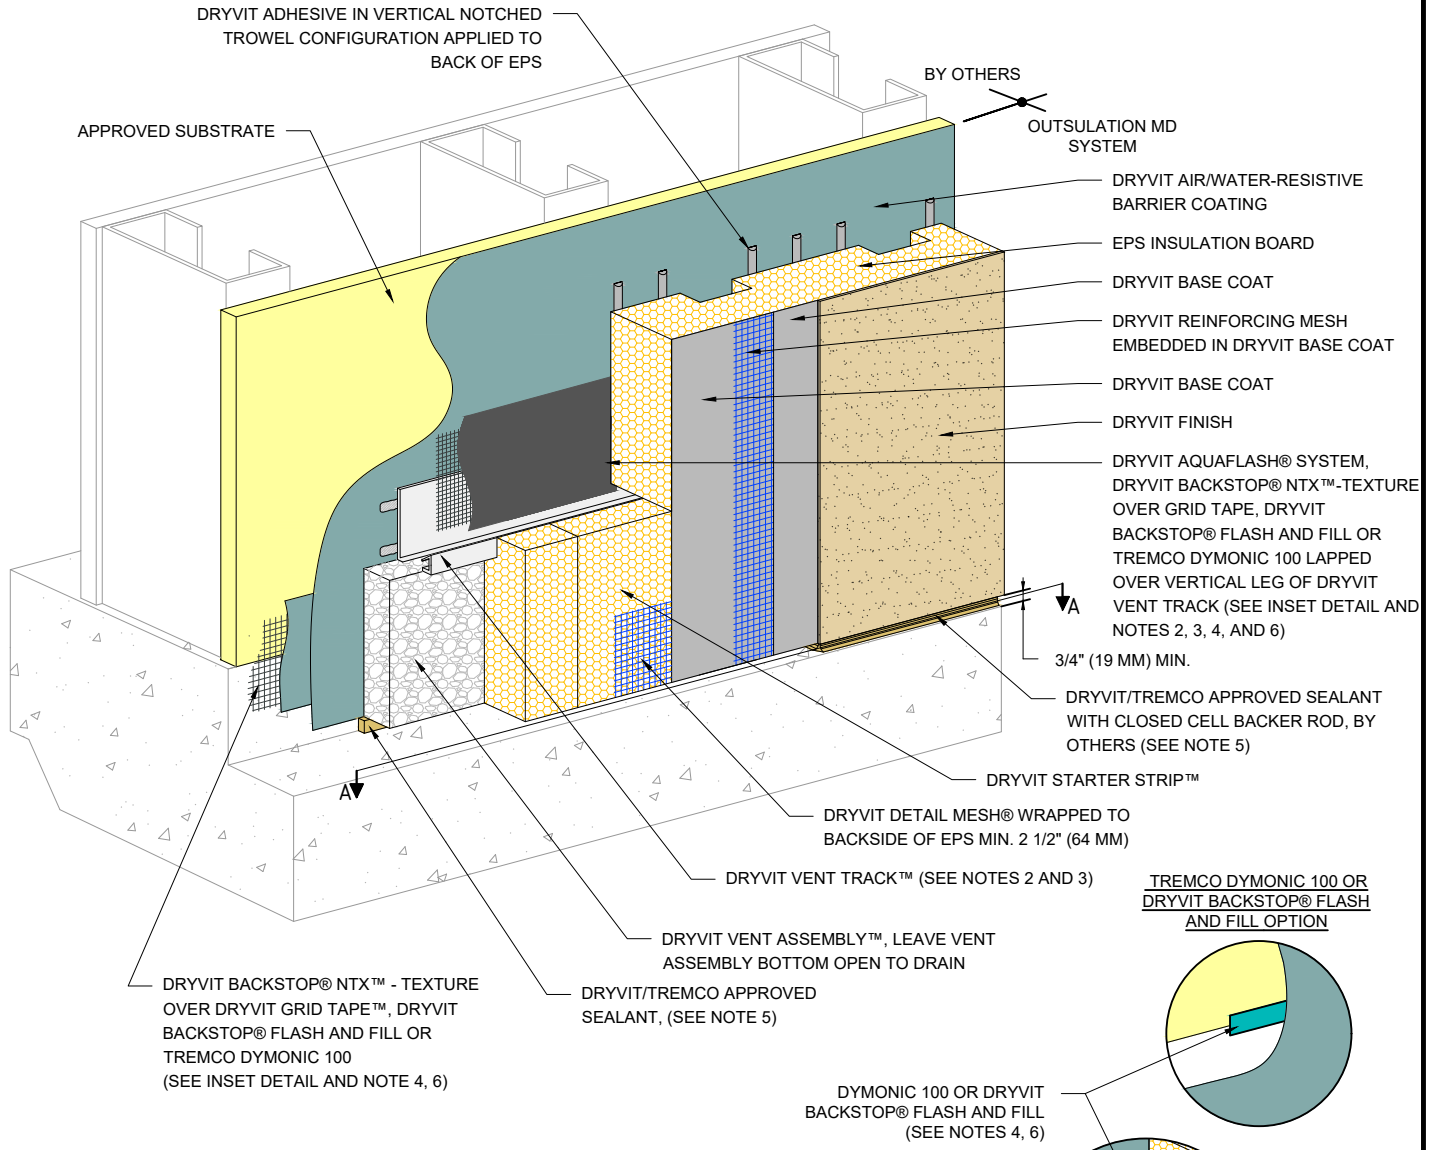 DRYVIT ADHESIVE IN VERTICAL NOTCHED
TROWEL CONFIGURATION APPLIED TO
BACK OF EPS
BY OTHERS
APPROVED SUBSTRATE
OUTSULATION MD
SYSTEM
DRYVIT AIR/WATER-RESISTIVE
BARRIER COATING
EPS INSULATION BOARD
DRYVIT BASE COAT
DRYVIT REINFORCING MESH
EMBEDDED IN DRYVIT BASE COAT
DRYVIT BASE COAT
DRYVIT FINISH
DRYVIT AQUAFLASH® SYSTEM,
DRYVIT BACKSTOP® NTX™-TEXTURE
OVER GRID TAPE, DRYVIT
BACKSTOP® FLASH AND FILL OR
TREMCO DYMONIC 100 LAPPED
OVER VERTICAL LEG OF DRYVIT
VENT TRACK (SEE INSET DETAIL AND
NOTES 2, 3, 4, AND 6)
A
3/4" (19 MM) MIN.
DRYVIT/TREMCO APPROVED SEALANT
WITH CLOSED CELL BACKER ROD, BY
OTHERS (SEE NOTE 5)
A
DRYVIT STARTER STRIP™
DRYVIT DETAIL MESH® WRAPPED TO
BACKSIDE OF EPS MIN. 2 1/2" (64 MM)
DRYVIT VENT TRACK™ (SEE NOTES 2 AND 3)
DRYVIT VENT ASSEMBLY™, LEAVE VENT
ASSEMBLY BOTTOM OPEN TO DRAIN
DRYVIT/TREMCO APPROVED
SEALANT, (SEE NOTE 5)
DRYVIT BACKSTOP® NTX™ - TEXTURE
OVER DRYVIT GRID TAPE™, DRYVIT
BACKSTOP® FLASH AND FILL OR
TREMCO DYMONIC 100
(SEE INSET DETAIL AND NOTE 4, 6)
TREMCO DYMONIC 100 OR
DRYVIT BACKSTOP® FLASH
AND FILL OPTION
DYMONIC 100 OR DRYVIT
BACKSTOP® FLASH AND FILL
(SEE NOTES 4, 6)